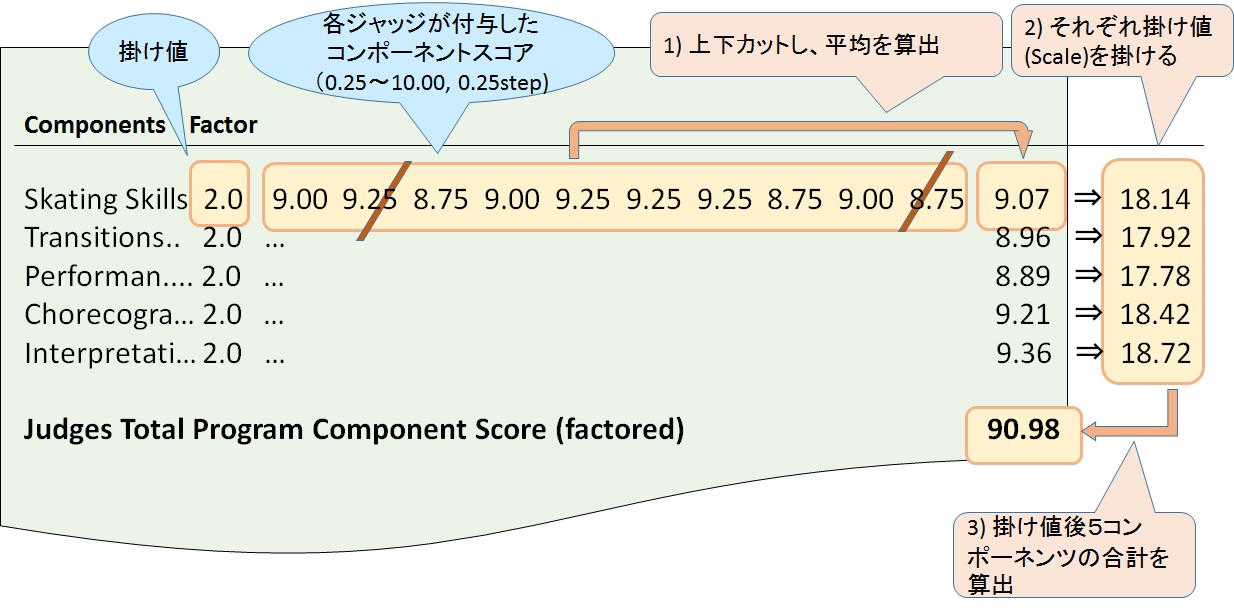 掛け値
各ジャッジが付与した
コンポーネントスコア
（0.25～10.00, 0.25step)
1) 上下カットし、平均を算出
2) それぞれ掛け値
(Scale)を掛ける
Components Factor
Skating Skills 2.0 9.00 9.25 8.75 9.00 9.25 9.25 9.25 8.75 9.00 8.75 9.07 ⇒ 18.14
Transitions.. 2.0 ... 8.96 ⇒ 17.92
Performan.... 2.0 ... 8.89 ⇒ 17.78
Chorecogra... 2.0 ... 9.21 ⇒ 18.42
Interpretati... 2.0 ... 9.36 ⇒ 18.72
Judges Total Program Component Score (factored) 90.98
3) 掛け値後５コン
ポーネンツの合計を
算出